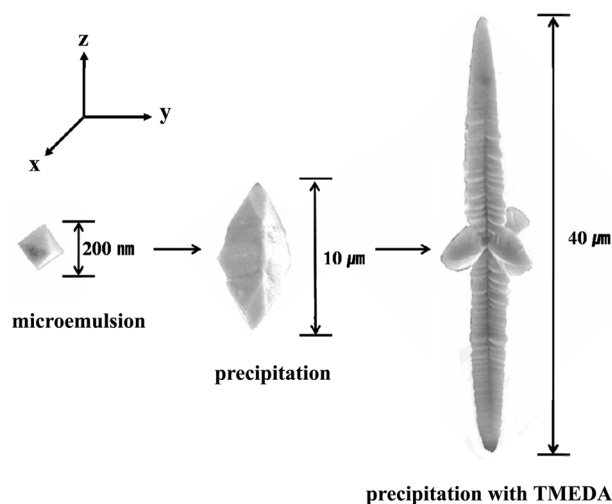 z
y
x
200 nm
microemulsion
10 μm
precipitation
40 μm
precipitation with TMEDA